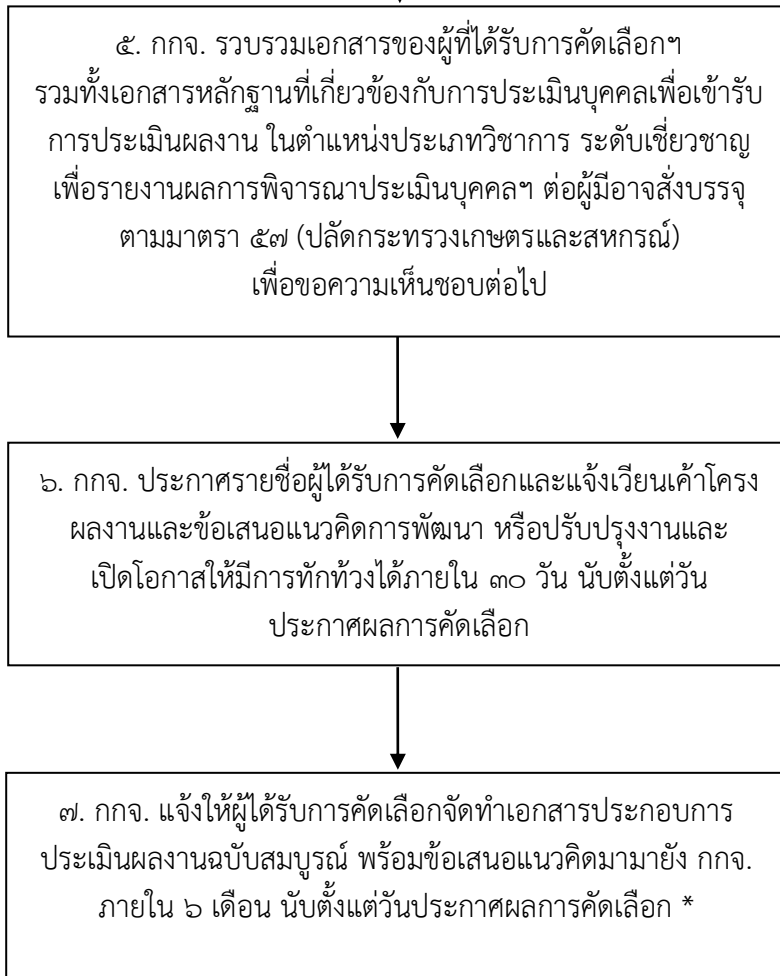 ๕. กกจ. รวบรวมเอกสารของผู้ที่ได้รับการคัดเลือกฯ
รวมทั้งเอกสารหลักฐานที่เกี่ยวข้องกับการประเมินบุคคลเพื่อเข้ารับ
การประเมินผลงาน ในตำแหน่งประเภทวิชาการ ระดับเชี่ยวชาญ
เพื่อรายงานผลการพิจารณาประเมินบุคคลฯ ต่อผู้มีอาจสั่งบรรจุ
ตามมาตรา ๕๗ (ปลัดกระทรวงเกษตรและสหกรณ์)
เพื่อขอความเห็นชอบต่อไป
๖. กกจ. ประกาศรายชื่อผู้ได้รับการคัดเลือกและแจ้งเวียนเค้าโครง
ผลงานและข้อเสนอแนวคิดการพัฒนา หรือปรับปรุงงานและ
เปิดโอกาสให้มีการทักท้วงได้ภายใน ๓๐ วัน นับตั้งแต่วัน
ประกาศผลการคัดเลือก
๗. กกจ. แจ้งให้ผู้ได้รับการคัดเลือกจัดทำเอกสารประกอบการ
ประเมินผลงานฉบับสมบูรณ์ พร้อมข้อเสนอแนวคิดมามายัง กกจ.
ภายใน ๖ เดือน นับตั้งแต่วันประกาศผลการคัดเลือก *